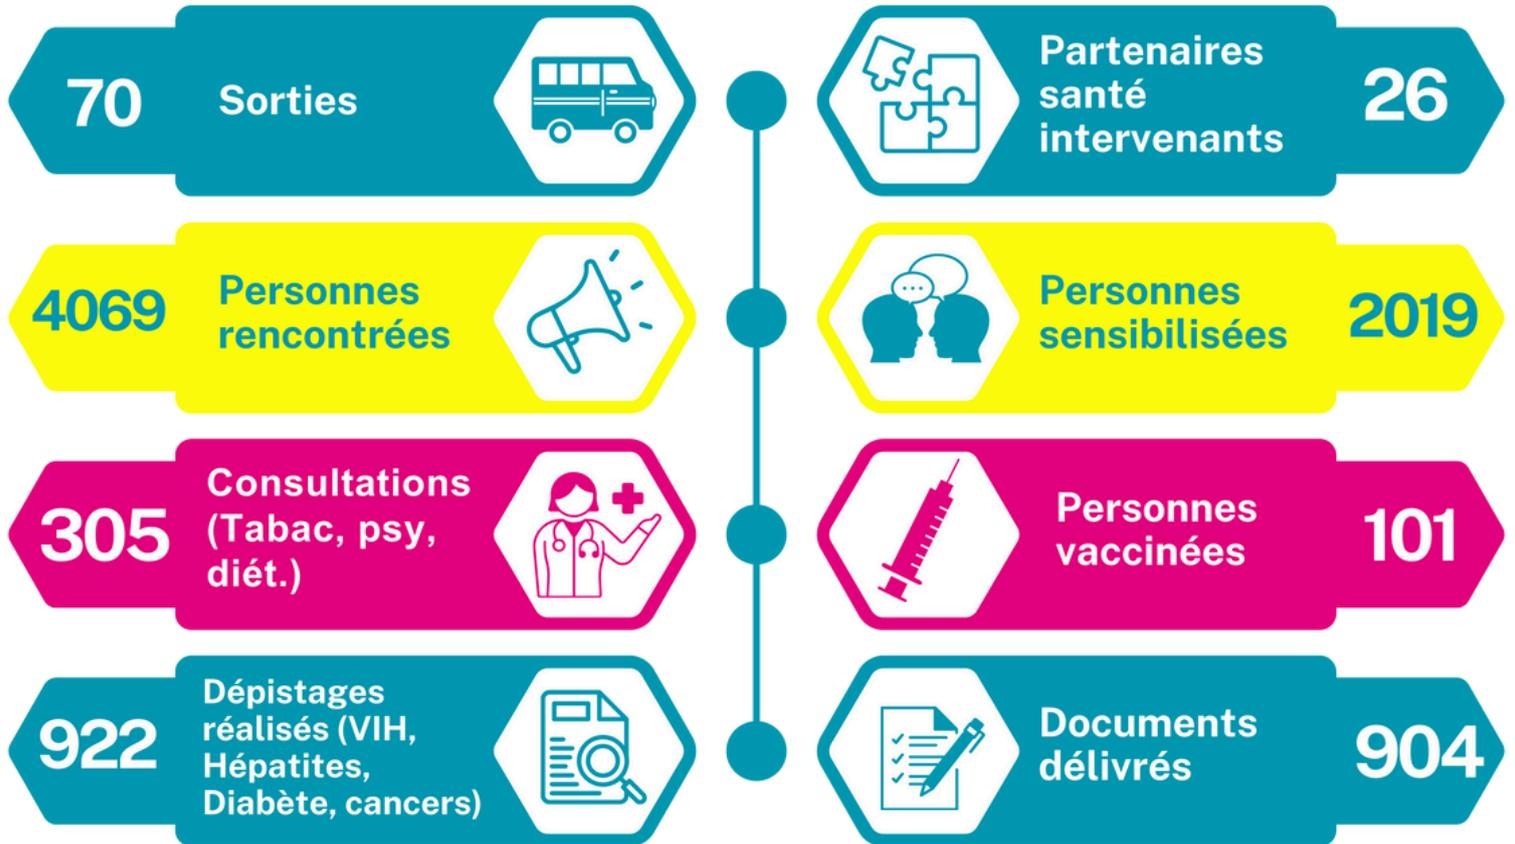 70
Sorties
Partenaires
santé
intervenants
26
4069
Personnes
rencontrées
Personnes
sensibilisées
2019
305
Consultations
(Tabac, psy,
diét.)
Personnes
vaccinées
101
922
Dépistages
réalisés (VIH,
Hépatites,
Diabète, cancers)
Documents
délivrés
904